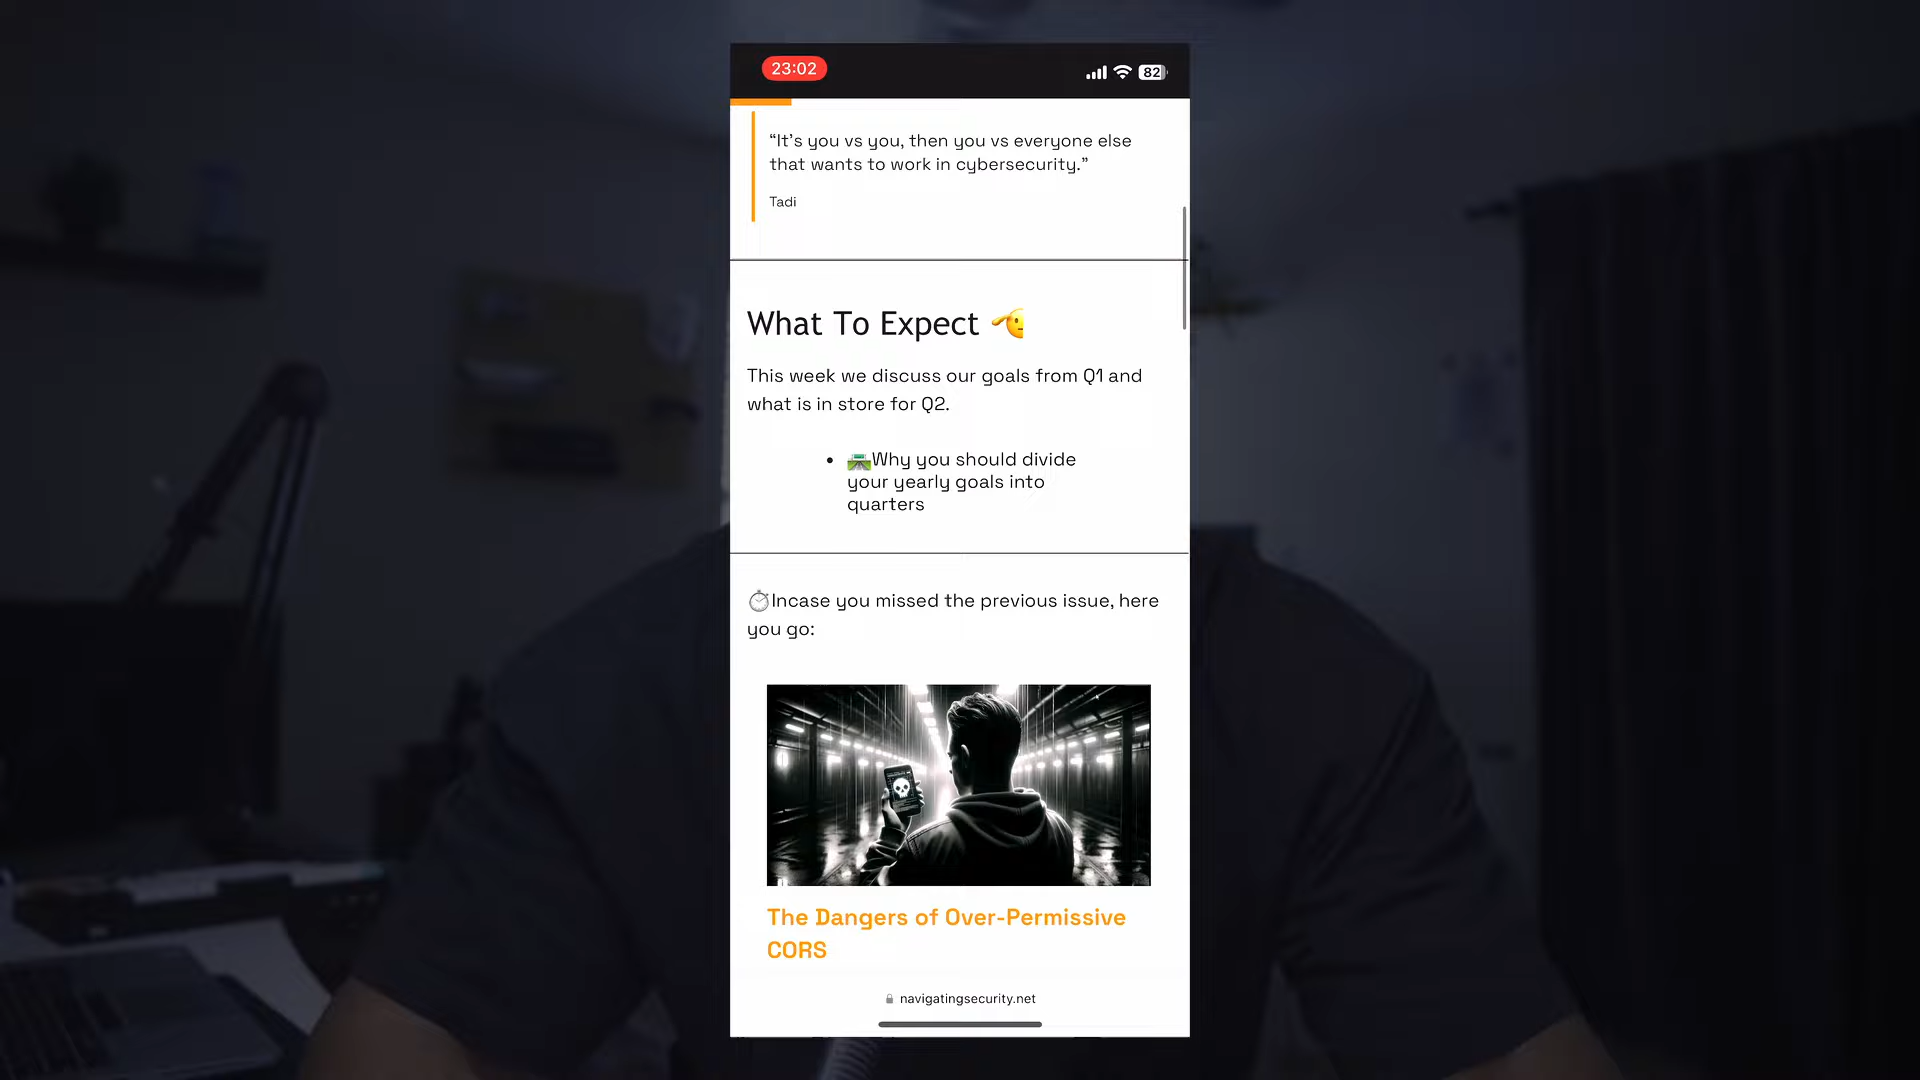 23:02
82
“It’s you vs you, then you vs everyone else
that wants to work in cybersecurity.”
Tadi
What To Expect
This week we discuss our goals from Q1 and
what is in store for Q2.
• Why you should divide
your yearly goals into
quarters
Incase you missed the previous issue, here
you go:
The Dangers of Over-Permissive
CORS
navigatingsecurity.net